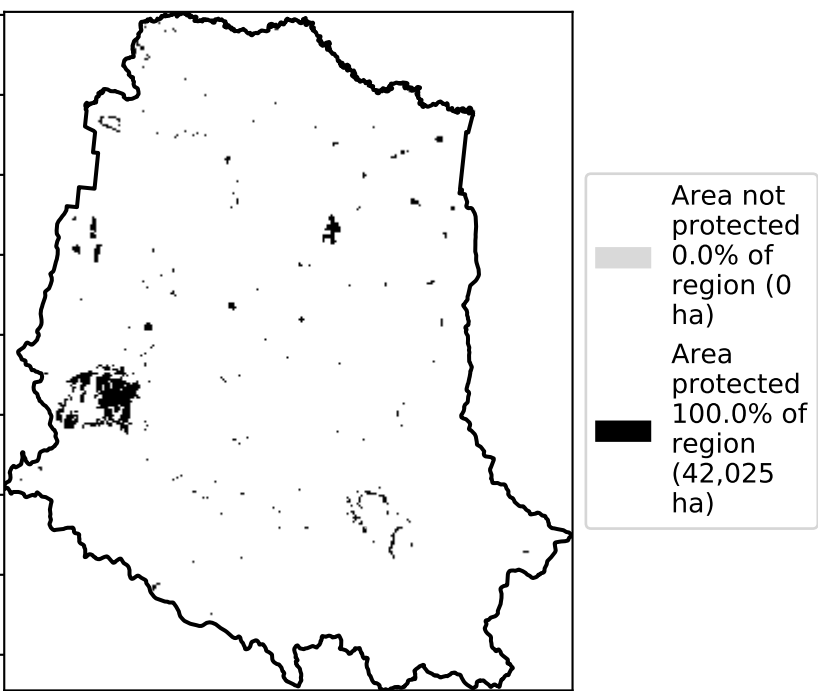 Area not
protected
0.0% of
region (0
ha)
Area
protected
100.0% of
region
(42,025
ha)